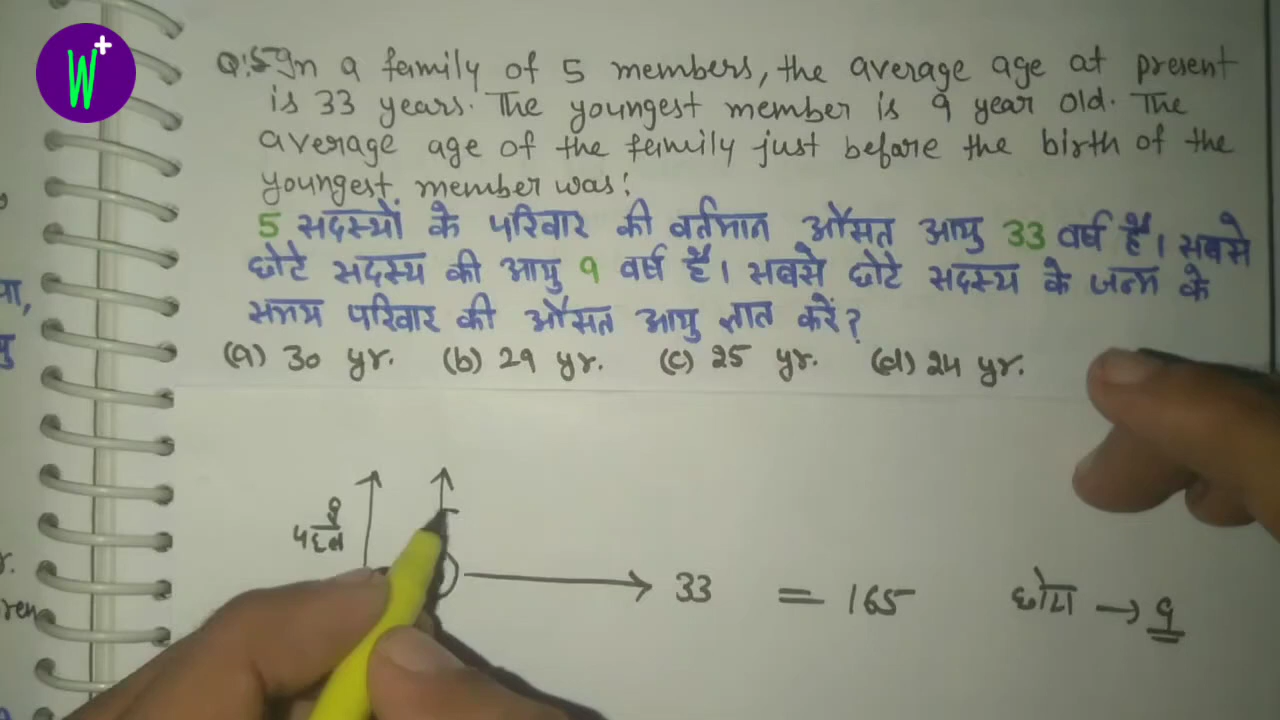 W+
Q:5 In a family of 5 members, the average age at present
is 33 years. The youngest member is 9 year old. The
average age of the family just before the birth of the
youngest member was:
5 सदस्यों के परिवार की वर्तमान औसत आयु 33 वर्ष है। सबसे
छोटे सदस्य की आयु 9 वर्ष है। सबसे छोटे सदस्य के जन्म के
समय परिवार की औसत आयु ज्ञात करें?
(a) 30 yr. (b) 29 yr. (c) 25 yr. (d) 24 yr.
33 = 165 छोटा → 9